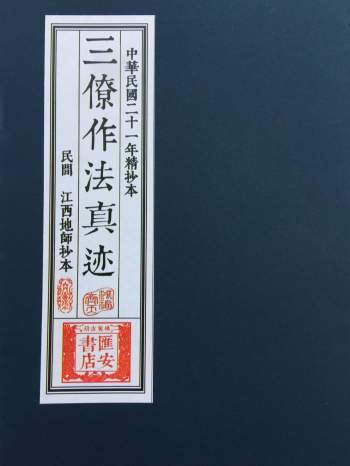 中華民國二十一年精抄本
三僚作法真迹
民間 江西地師抄本
匯安書店